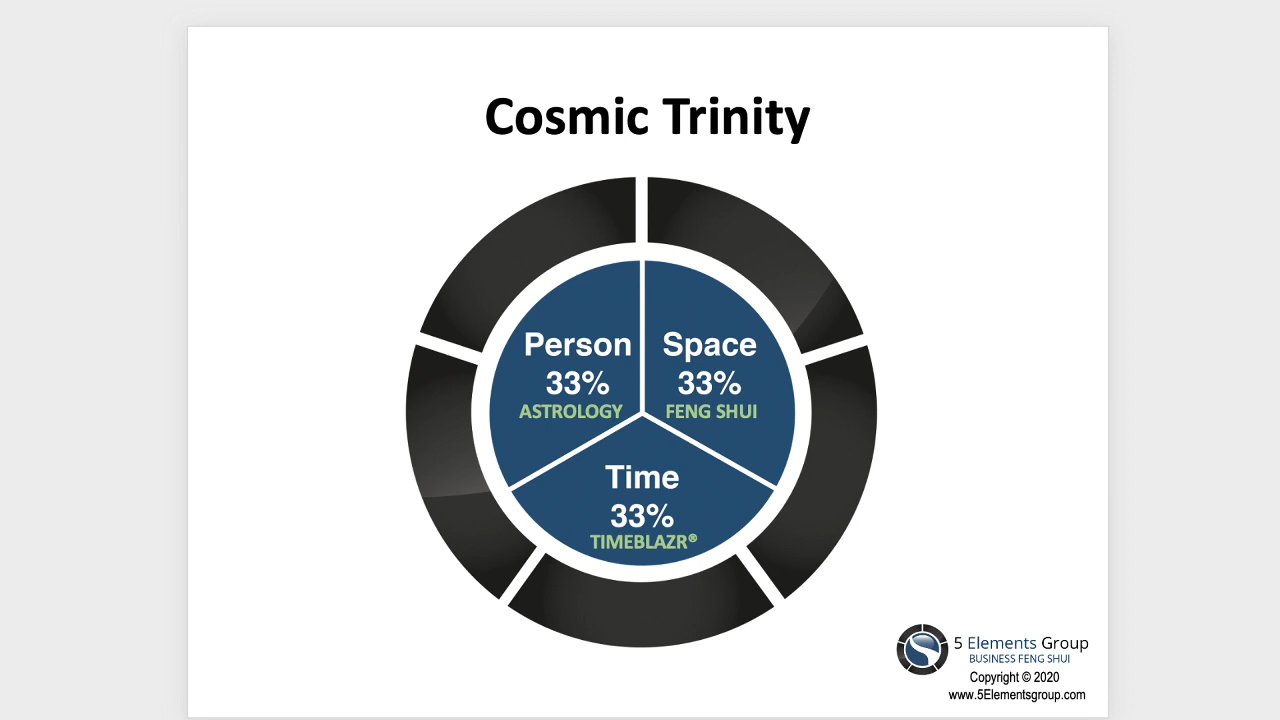 Cosmic Trinity
Person
33%
ASTROLOGY
Space
33%
FENG SHUI
Time
33%
TIMEBLAZR®
5 Elements Group
BUSINESS FENG SHUI
Copyright © 2020
www.5Elementsgroup.com